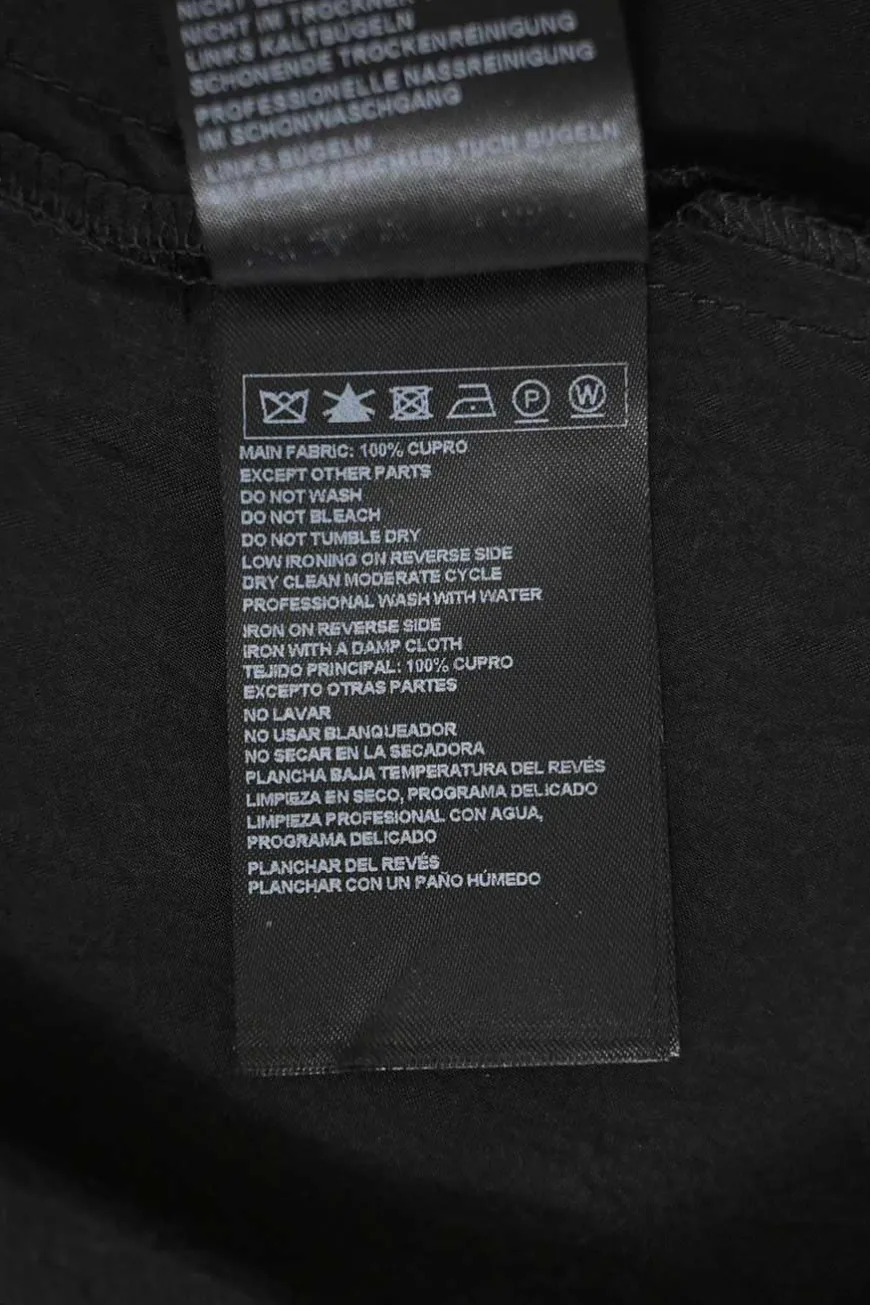 NICHT IM TROCKNER
LINKS KALTBÜGELN
SCHONENDE TROCKENREINIGUNG
PROFESSIONELLE NASSREINIGUNG
IM SCHONWASCHGANG
LINKS BÜGELN
TUCH BÜGELN
P W
MAIN FABRIC: 100% CUPRO
EXCEPT OTHER PARTS
DO NOT WASH
DO NOT BLEACH
DO NOT TUMBLE DRY
LOW IRONING ON REVERSE SIDE
DRY CLEAN MODERATE CYCLE
PROFESSIONAL WASH WITH WATER
IRON ON REVERSE SIDE
IRON WITH A DAMP CLOTH
TEJIDO PRINCIPAL: 100% CUPRO
EXCEPTO OTRAS PARTES
NO LAVAR
NO USAR BLANQUEADOR
NO SECAR EN LA SECADORA
PLANCHA BAJA TEMPERATURA DEL REVÉS
LIMPIEZA EN SECO, PROGRAMA DELICADO
LIMPIEZA PROFESIONAL CON AGUA,
PROGRAMA DELICADO
PLANCHAR DEL REVÉS
PLANCHAR CON UN PAÑO HÚMEDO